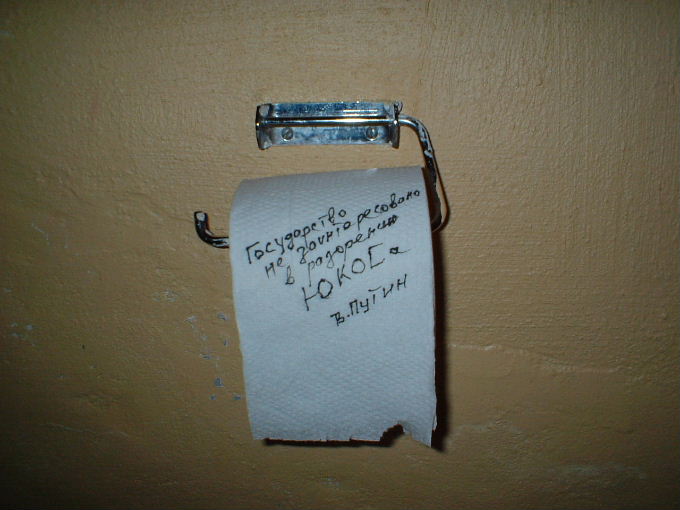 Государство
не заинтересовано
в разорении
ЮКОСа
В. Путин